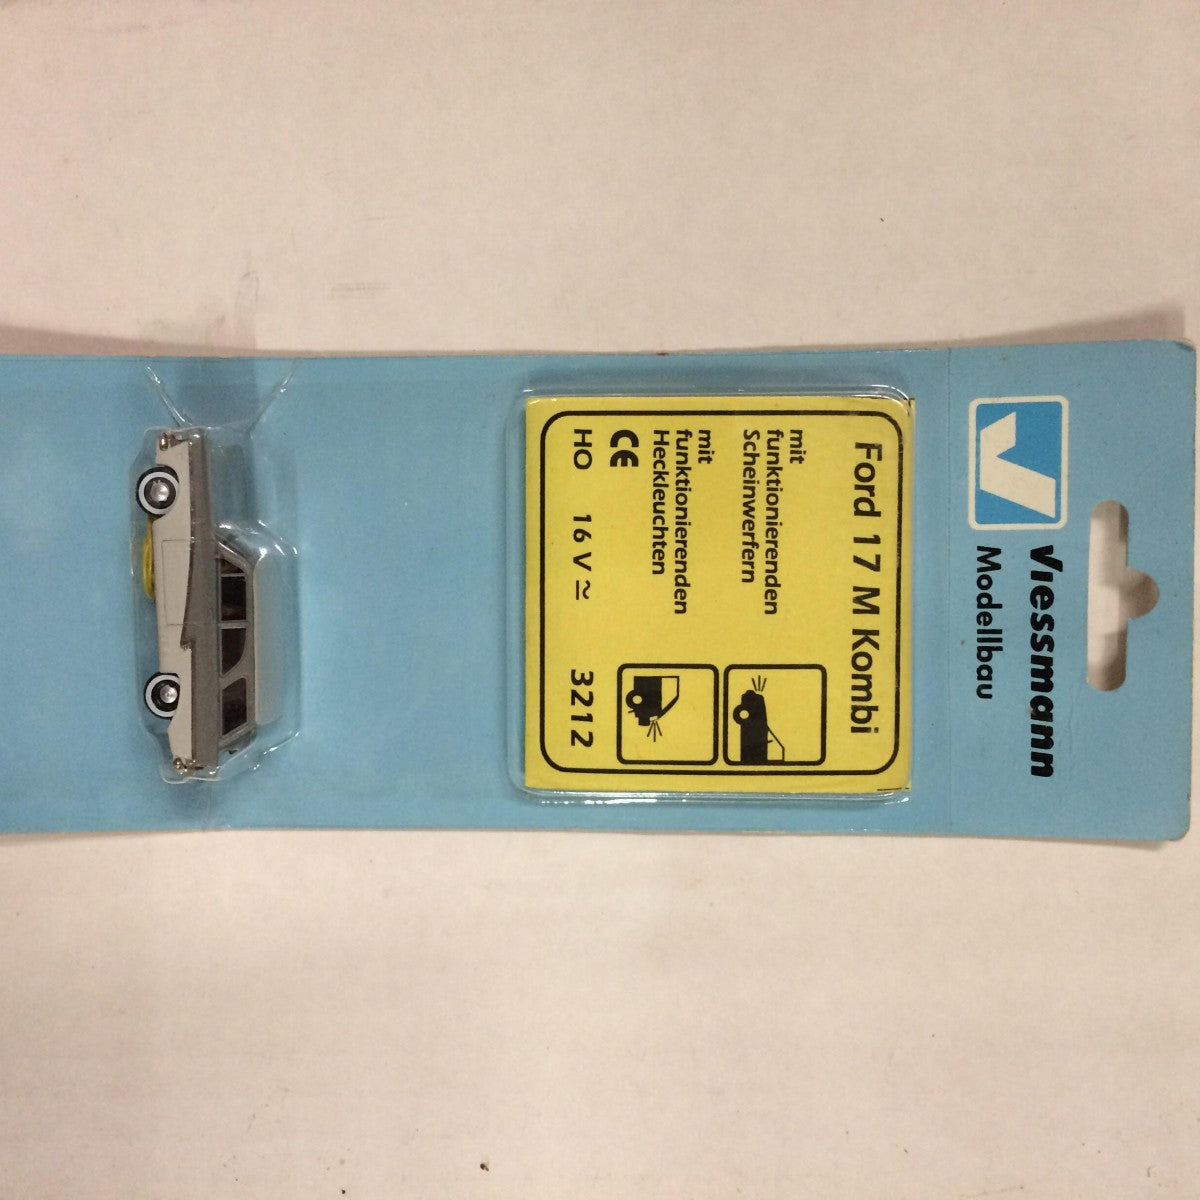 Viessmann
Modellbau
Ford 17 M Kombi
mit
funktionierenden
Scheinwerfern
mit
funktionierenden
Heckleuchten
CE
HO 16 V ≃ 3212